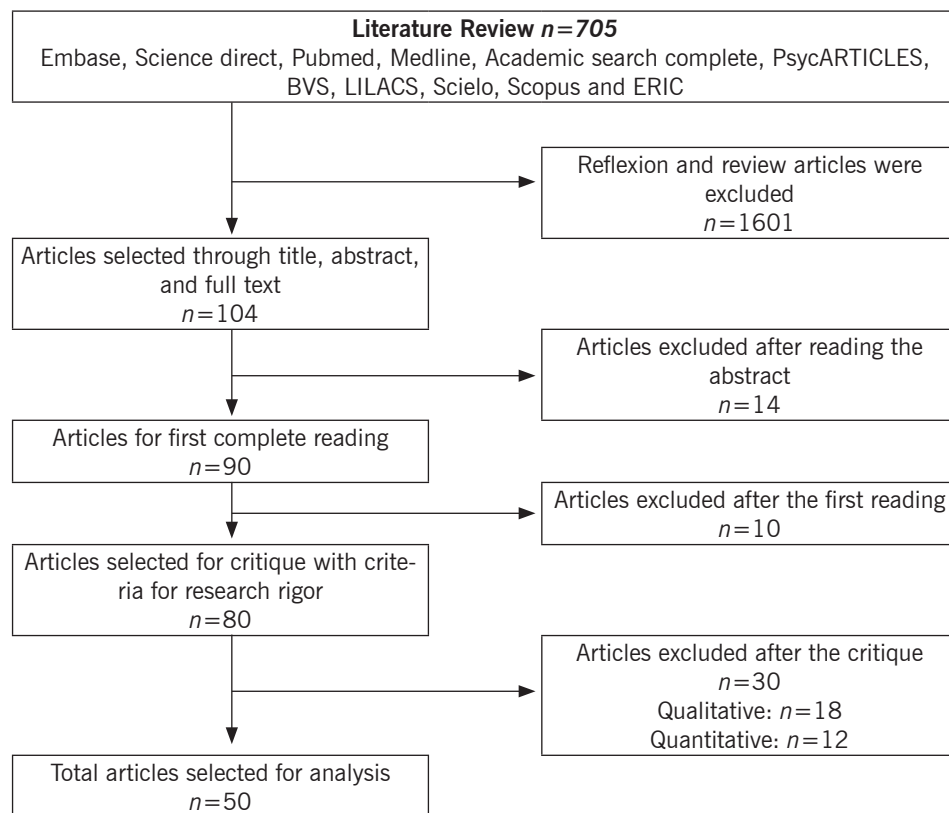 Literature Review n=705
Embase, Science direct, Pubmed, Medline, Academic search complete, PsycARTICLES,
BVS, LILACS, Scielo, Scopus and ERIC
Reflexion and review articles were
excluded
n=1601
Articles selected through title, abstract,
and full text
n=104
Articles excluded after reading the
abstract
n=14
Articles for first complete reading
n=90
Articles excluded after the first reading
n=10
Articles selected for critique with crite-
ria for research rigor
n=80
Articles excluded after the critique
n=30
Qualitative: n=18
Quantitative: n=12
Total articles selected for analysis
n=50